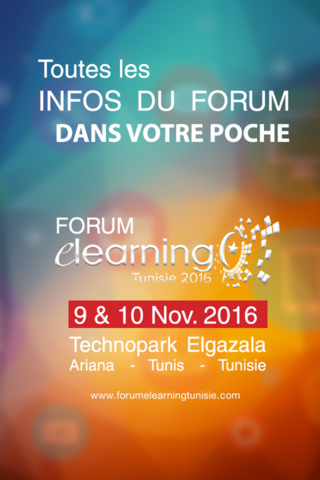 Toutes les
INFOS DU FORUM
DANS VOTRE POCHE
FORUM
elearning
Tunisie 2016
9 & 10 Nov. 2016
Technopark Elgazala
Ariana - Tunis - Tunisie
www.forumelearningtunisie.com